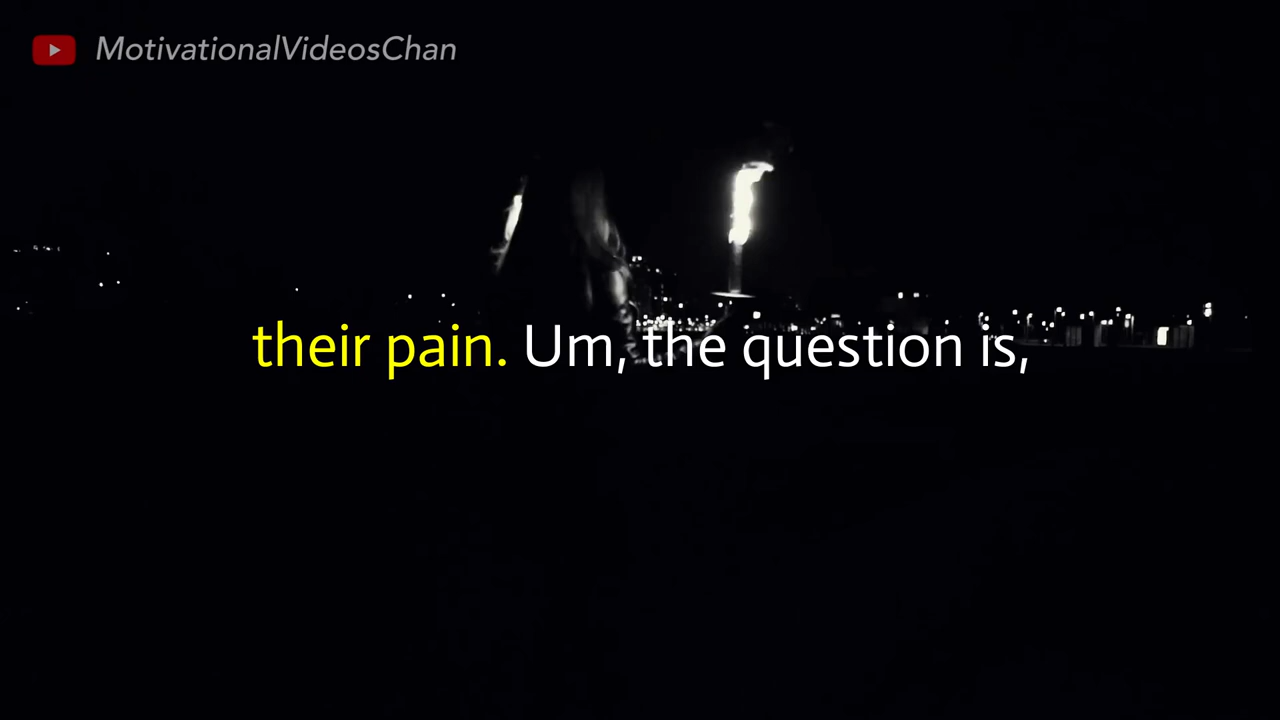 MotivationalVideosChan
their pain. Um, the question is,